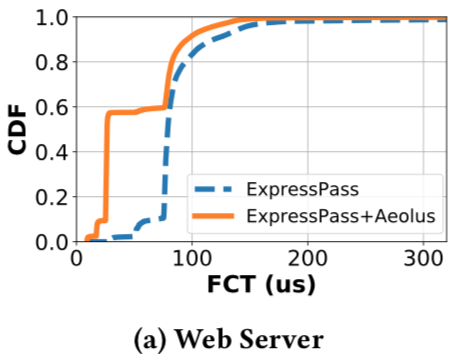 1.0
0.8
0.6
0.4
0.2
0.0
CDF
ExpressPass
ExpressPass+Aeolus
0 100 200 300
FCT (us)
(a) Web Server